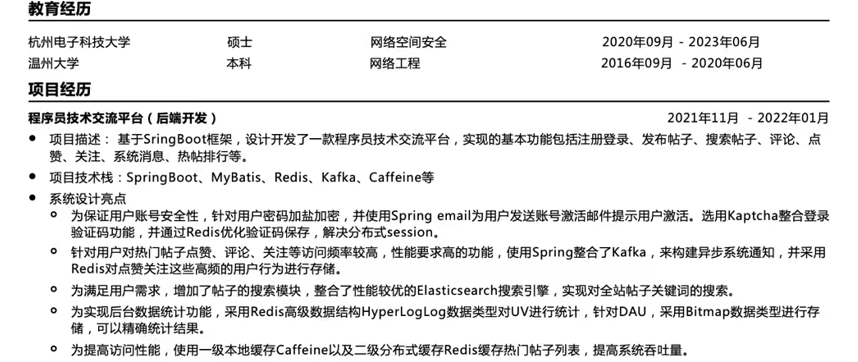 教育经历
杭州电子科技大学 硕士 网络空间安全 2020年09月 - 2023年06月
温州大学 本科 网络工程 2016年09月 - 2020年06月
项目经历
程序员技术交流平台（后端开发） 2021年11月 - 2022年01月
● 项目描述： 基于SringBoot框架，设计开发了一款程序员技术交流平台，实现的基本功能包括注册登录、发布帖子、搜索帖子、评论、点
赞、关注、系统消息、热帖排行等。
● 项目技术栈：SpringBoot、MyBatis、Redis、Kafka、Caffeine等
● 系统设计亮点
○ 为保证用户账号安全性，针对用户密码加盐加密，并使用Spring email为用户发送账号激活邮件提示用户激活。选用Kaptcha整合登录
验证码功能，并通过Redis优化验证码保存，解决分布式session。
○ 针对用户对热门帖子点赞、评论、关注等访问频率较高，性能要求高的功能，使用Spring整合了Kafka，来构建异步系统通知，并采用
Redis对点赞关注这些高频的用户行为进行存储。
○ 为满足用户需求，增加了帖子的搜索模块，整合了性能较优的Elasticsearch搜索引擎，实现对全站帖子关键词的搜索。
○ 为实现后台数据统计功能，采用Redis高级数据结构HyperLogLog数据类型对UV进行统计，针对DAU，采用Bitmap数据类型进行存
储，可以精确统计结果。
○ 为提高访问性能，使用一级本地缓存Caffeine以及二级分布式缓存Redis缓存热门帖子列表，提高系统吞吐量。